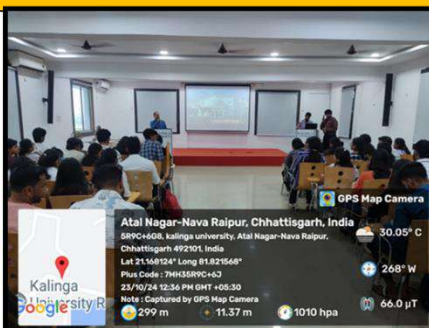 GPS Map Camera
Atal Nagar-Nava Raipur, Chhattisgarh, India
5R9C+6G8, kalinga university, Atal Nagar-Nava Raipur,
Chhattisgarh 492101, India
Lat 21.168124° Long 81.821568°
Plus Code : 7MH35R9C+6J
23/10/24 12:36 PM GMT +05:30
Note : Captured by GPS Map Camera
30.05° C
268° W
66.0 µT
299 m
11.37 m
1010 hpa
Kalinga
University R
Google